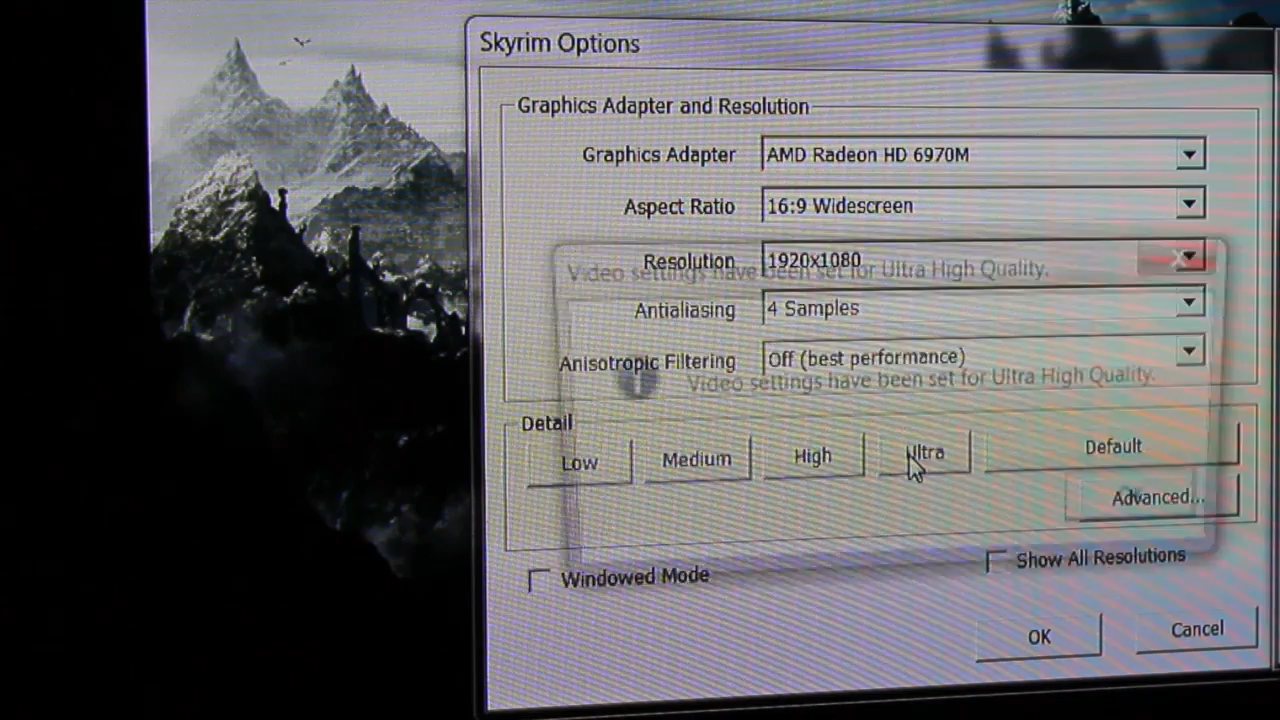 Skyrim Options
Graphics Adapter and Resolution
Graphics Adapter AMD Radeon HD 6970M
Aspect Ratio 16:9 Widescreen
Resolution 1920x1080
Video settings have been set for Ultra High Quality.
Antialiasing 4 Samples
Anisotropic Filtering Off (best performance)
Video settings have been set for Ultra High Quality.
Detail
Low Medium High Ultra Default
Advanced...
Windowed Mode Show All Resolutions
OK Cancel